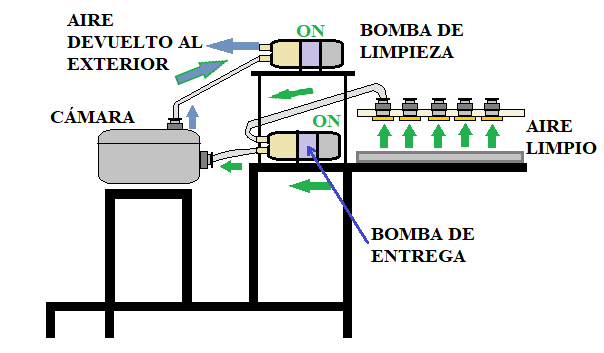 AIRE
DEVUELTO AL
EXTERIOR
ON
BOMBA DE
LIMPIEZA
CÁMARA
ON
AIRE
LIMPIO
BOMBA DE
ENTREGA